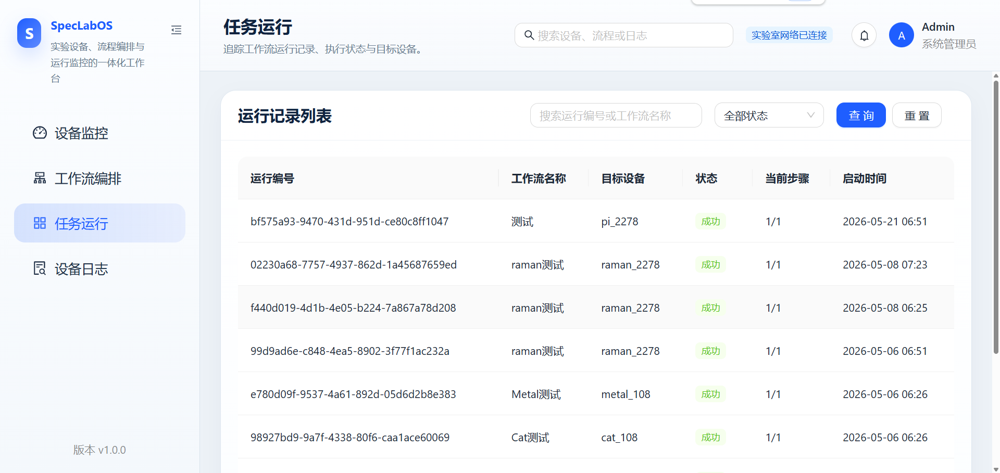 S
SpecLabOS
实验设备、流程编排与
运行监控的一体化工作
台
设备监控
工作流编排
任务运行
设备日志
版本 v1.0.0
任务运行
追踪工作流运行记录、执行状态与目标设备。
搜索设备、流程或日志
实验室网络已连接
A
Admin
系统管理员
运行记录列表
搜索运行编号或工作流名称
全部状态
查 询
重 置
运行编号 工作流名称 目标设备 状态 当前步骤 启动时间
bf575a93-9470-431d-951d-ce80c8ff1047 测试 pi_2278 成功 1/1 2026-05-21 06:51
02230a68-7757-4937-862d-1a45687659ed raman测试 raman_2278 成功 1/1 2026-05-08 07:23
f440d019-4d1b-4e05-b224-7a867a78d208 raman测试 raman_2278 成功 1/1 2026-05-08 06:25
99d9ad6e-c848-4ea5-8902-3f77f1ac232a raman测试 raman_2278 成功 1/1 2026-05-06 06:51
e780d09f-9537-4a61-892d-05d6d2b8e383 Metal测试 metal_108 成功 1/1 2026-05-06 06:26
98927bd9-9a7f-4338-80f6-caa1ace60069 Cat测试 cat_108 成功 1/1 2026-05-06 06:26